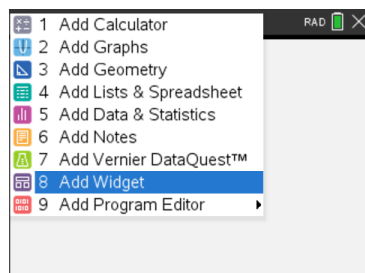 1 Add Calculator
RAD
2 Add Graphs
3 Add Geometry
4 Add Lists & Spreadsheet
5 Add Data & Statistics
6 Add Notes
7 Add Vernier DataQuest™
8 Add Widget
9 Add Program Editor